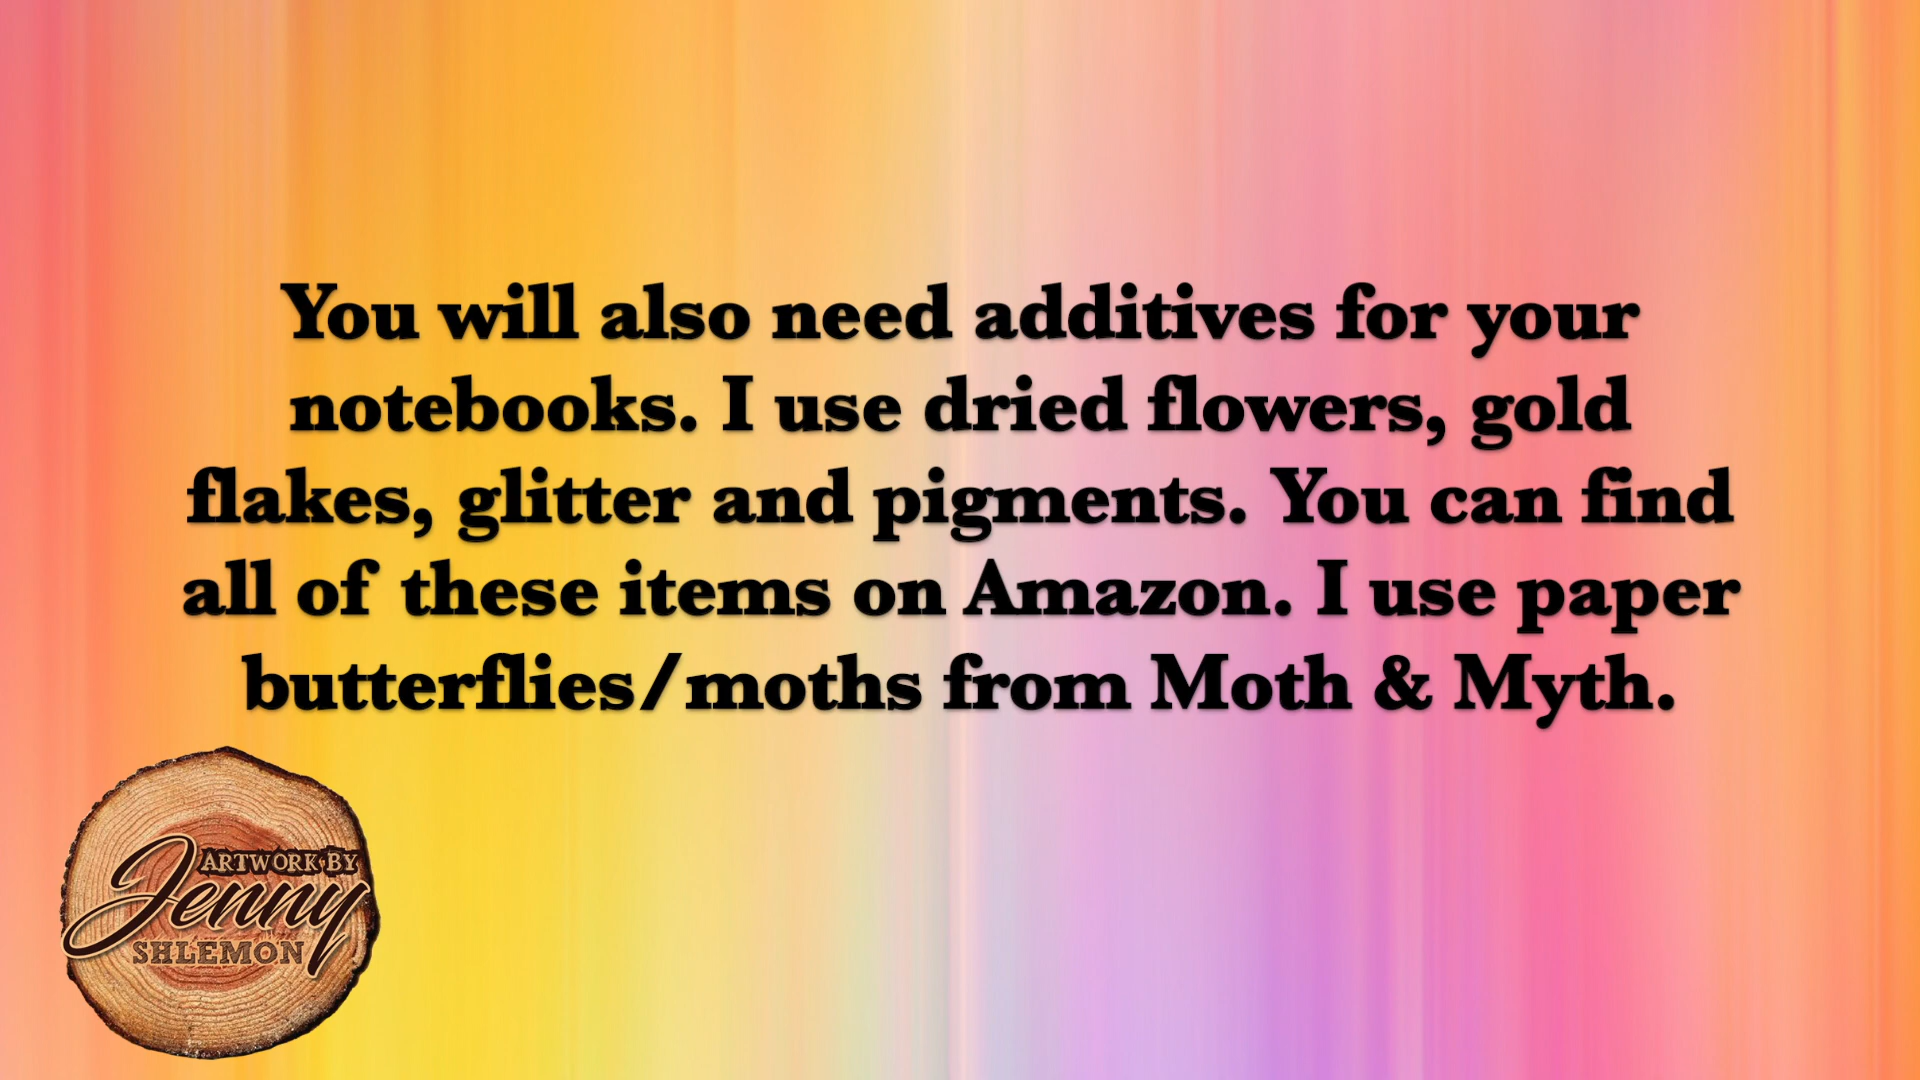 You will also need additives for your
notebooks. I use dried flowers, gold
flakes, glitter and pigments. You can find
all of these items on Amazon. I use paper
butterflies/moths from Moth & Myth.
ARTWORK BY
Jenny
SHLEMON